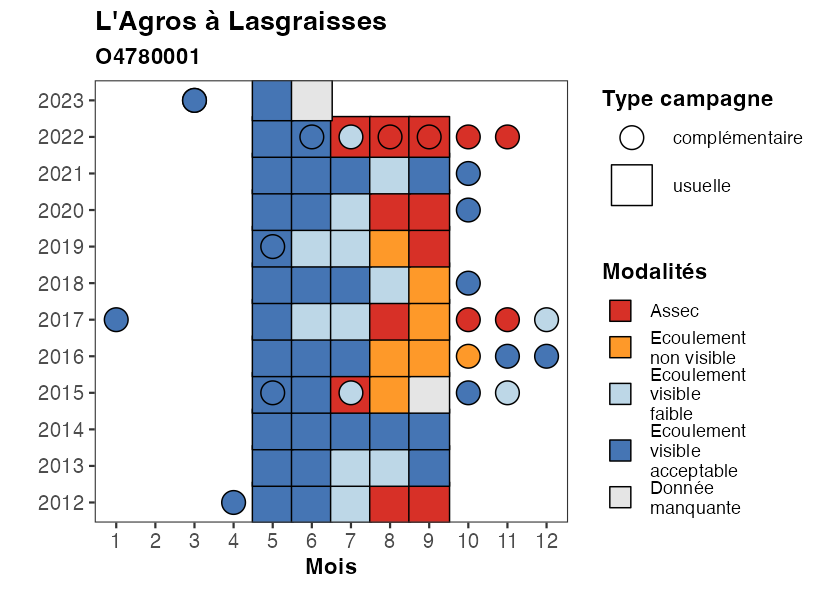 L'Agros à Lasgraisses
O4780001
2023
2022
2021
2020
2019
2018
2017
2016
2015
2014
2013
2012
1 2 3 4 5 6 7 8 9 10 11 12
Mois
Type campagne
complémentaire
usuelle
Modalités
Assec
Ecoulement
non visible
Ecoulement
visible
faible
Ecoulement
visible
acceptable
Donnée
manquante